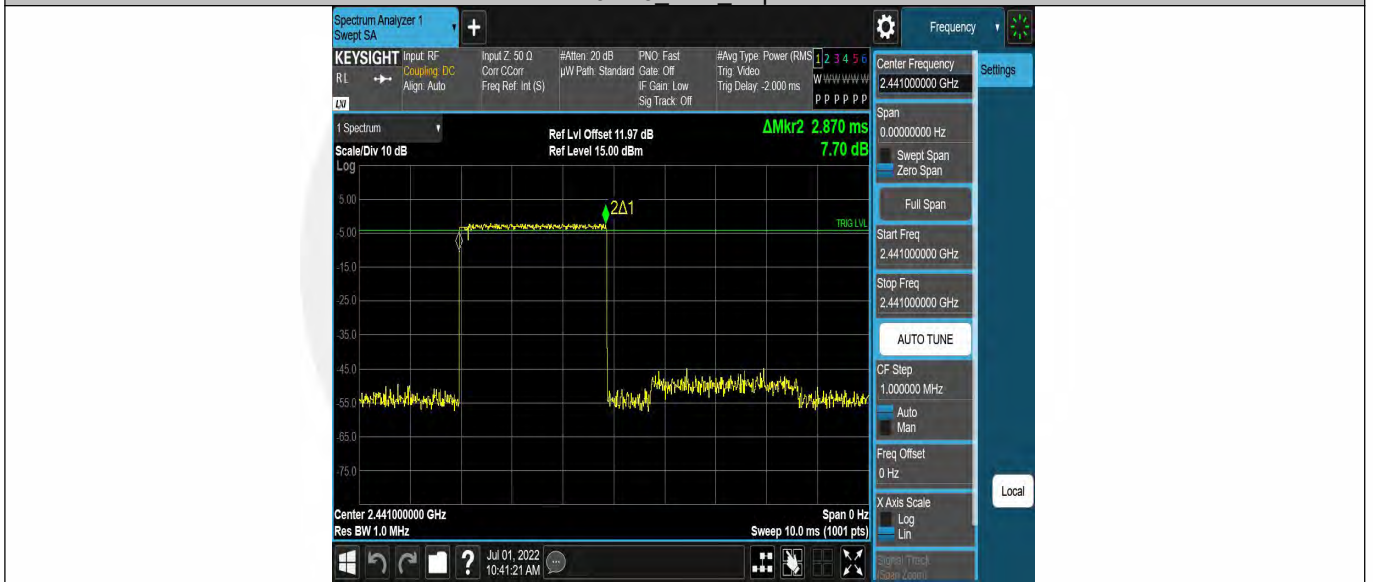 Spectrum Analyzer 1
Swept SA
+
Frequency
KEYSIGHT
R L
LXI
Input: RF
Coupling: DC
Align: Auto
Input Z: 50 Ω
Corr CCorr
Freq Ref: Int (S)
#Atten: 20 dB
µW Path: Standard
PNO: Fast
Gate: Off
IF Gain: Low
Sig Track: Off
#Avg Type: Power (RMS
Trig: Video
Trig Delay: -2.000 ms
1 2 3 4 5 6
W W W W W W
P P P P P P
Center Frequency
2.441000000 GHz
Settings
Span
0.00000000 Hz
Swept Span
Zero Span
Full Span
Start Freq
2.441000000 GHz
Stop Freq
2.441000000 GHz
AUTO TUNE
CF Step
1.000000 MHz
Auto
Man
Freq Offset
0 Hz
X Axis Scale
Log
Lin
Signal Track
(Span Zoom)
Local
1 Spectrum
Scale/Div 10 dB
Log
Ref Lvl Offset 11.97 dB
Ref Level 15.00 dBm
ΔMkr2 2.870 ms
7.70 dB
5.00
-5.00
-15.0
-25.0
-35.0
-45.0
-55.0
-65.0
-75.0
2Δ1
TRIG LVL
Center 2.441000000 GHz
Res BW 1.0 MHz
Span 0 Hz
Sweep 10.0 ms (1001 pts)
?
Jul 01, 2022
10:41:21 AM